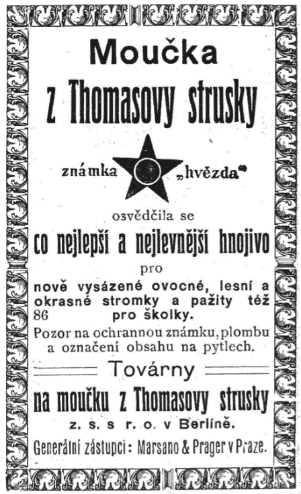 Moučka
z Thomasovy strusky
známka „hvězda“
osvědčila se
co nejlepší a nejlevnější hnojivo
pro
nově vysázené ovocné, lesní a
okrasné stromky a pažity též
86 pro školky.
Pozor na ochrannou známku, plombu
a označení obsahu na pytlech.
Továrny
na moučku z Thomasovy strusky
z. s. s r. o. v Berlíně.
Generální zástupci: Marsano & Prager v Praze.